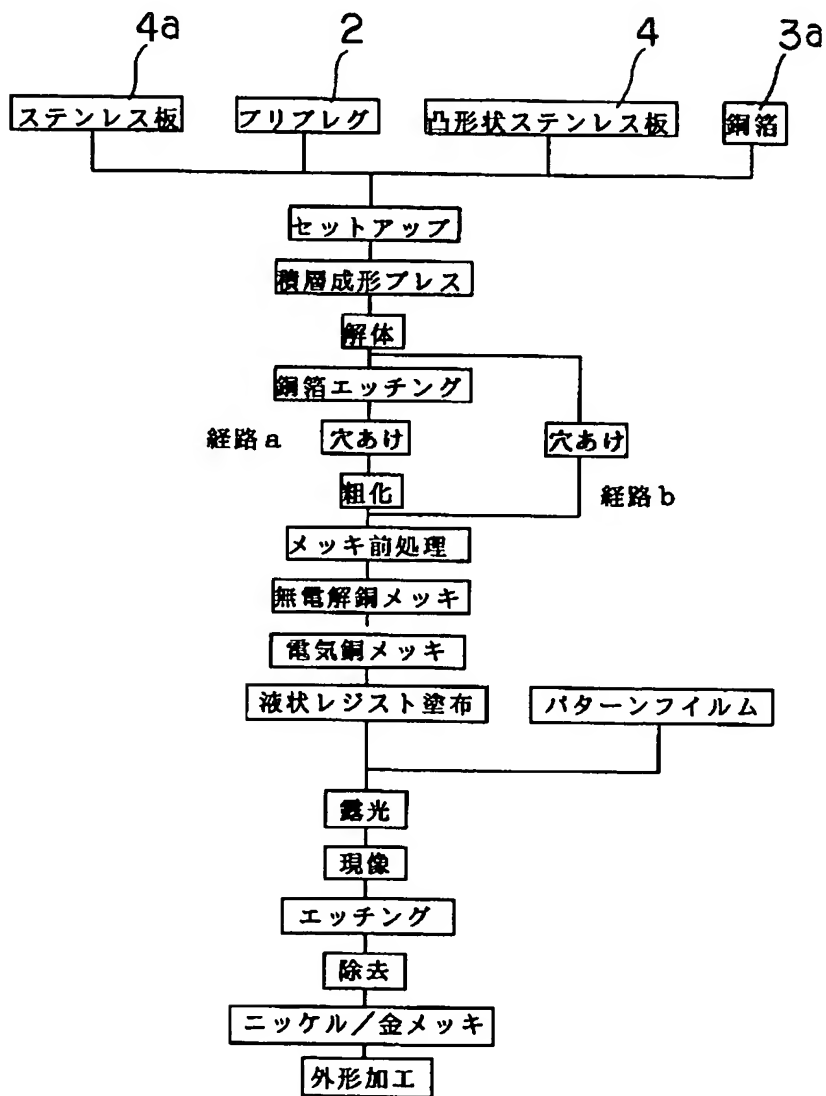 4a
2
4
3a
ステンレス板
プリプレグ
凸形状ステンレス板
銅箔
セットアップ
積層成形プレス
解体
銅箔エッチング
経路a
穴あけ
穴あけ
粗化
経路b
メッキ前処理
無電解銅メッキ
電気銅メッキ
液状レジスト塗布
パターンフイルム
露光
現像
エッチング
除去
ニッケル/金メッキ
外形加工